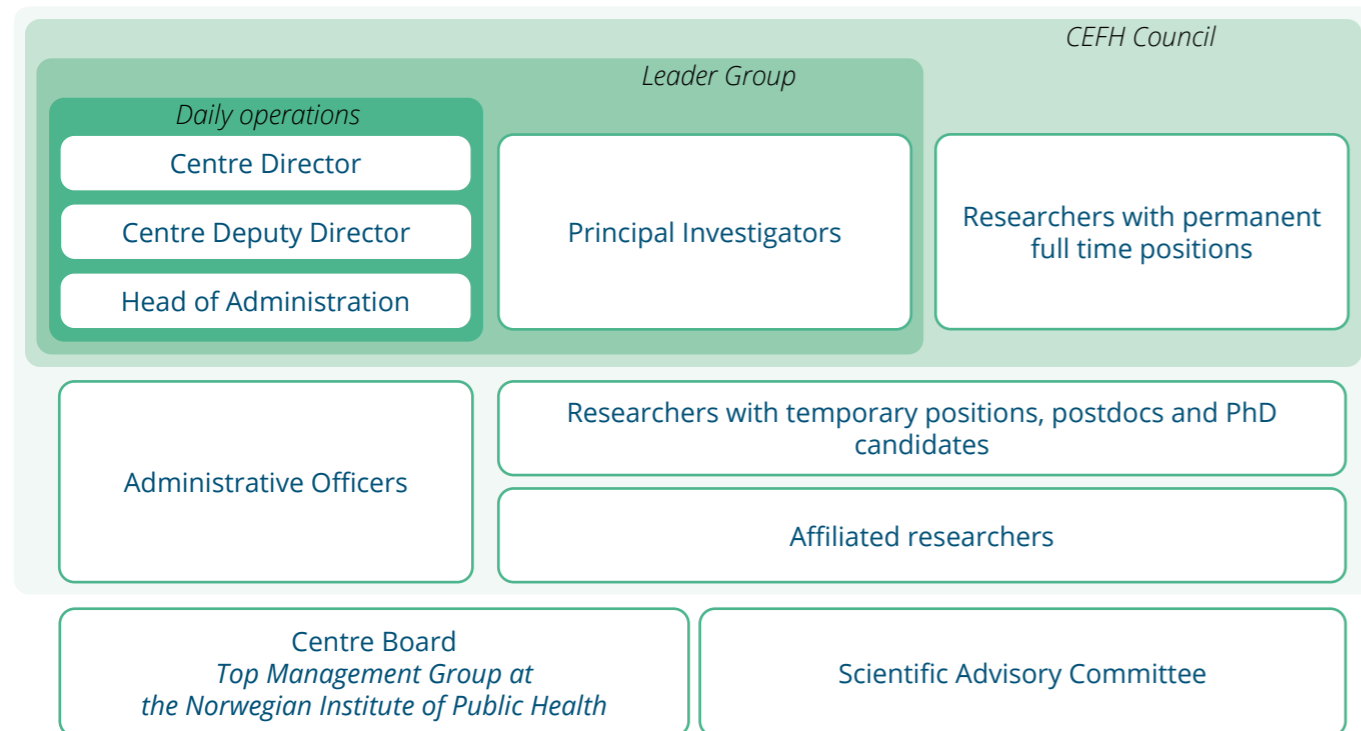 CEFH Council
Leader Group
Daily operations
Centre Director
Centre Deputy Director
Head of Administration
Principal Investigators
Researchers with permanent
full time positions
Administrative Officers
Researchers with temporary positions, postdocs and PhD
candidates
Affiliated researchers
Centre Board
Top Management Group at
the Norwegian Institute of Public Health
Scientific Advisory Committee